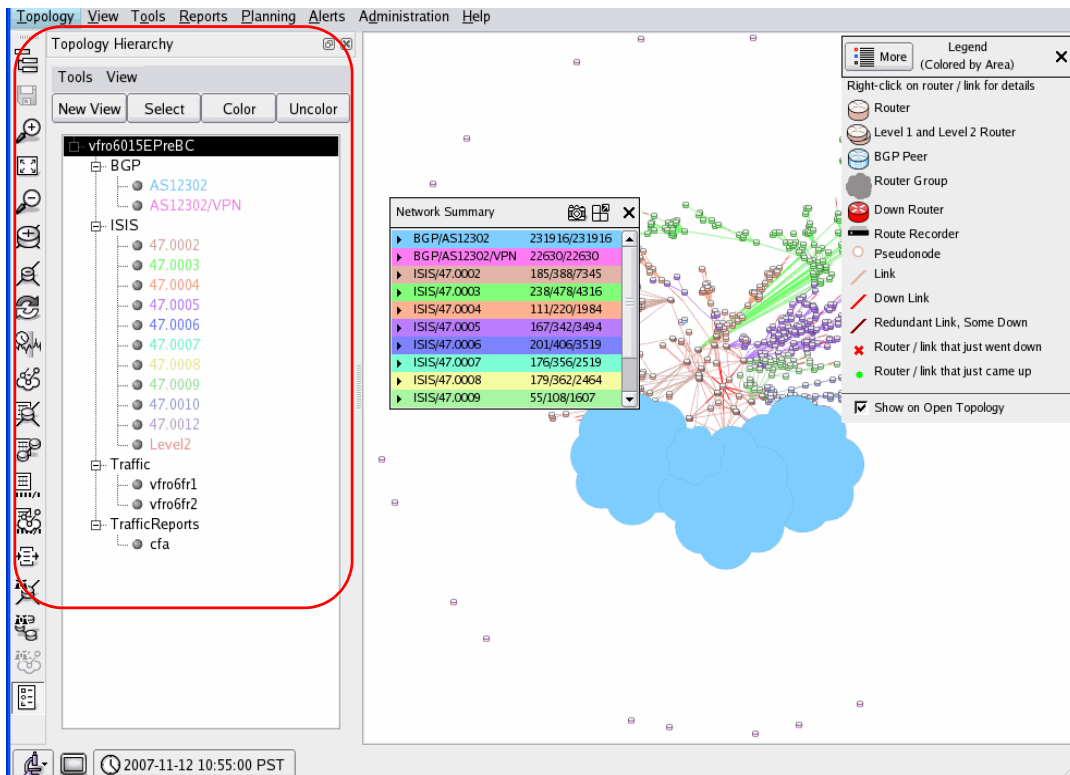 Topology View Tools Reports Planning Alerts Administration Help
Topology Hierarchy
Tools View
New View Select Color Uncolor
vfro6015EPreBC
BGP
AS12302
AS12302/VPN
ISIS
47.0002
47.0003
47.0004
47.0005
47.0006
47.0007
47.0008
47.0009
47.0010
47.0012
Level2
Traffic
vfro6fr1
vfro6fr2
TrafficReports
cfa
Network Summary
BGP/AS12302 231916/231916
BGP/AS12302/VPN 22630/22630
ISIS/47.0002 185/388/7345
ISIS/47.0003 238/478/4316
ISIS/47.0004 111/220/1984
ISIS/47.0005 167/342/3494
ISIS/47.0006 201/406/3519
ISIS/47.0007 176/356/2519
ISIS/47.0008 179/362/2464
ISIS/47.0009 55/108/1607
More
Legend
(Colored by Area)
Right-click on router / link for details
Router
Level 1 and Level 2 Router
BGP Peer
Router Group
Down Router
Route Recorder
Pseudonode
Link
Down Link
Redundant Link, Some Down
Router / link that just went down
Router / link that just came up
Show on Open Topology
2007-11-12 10:55:00 PST